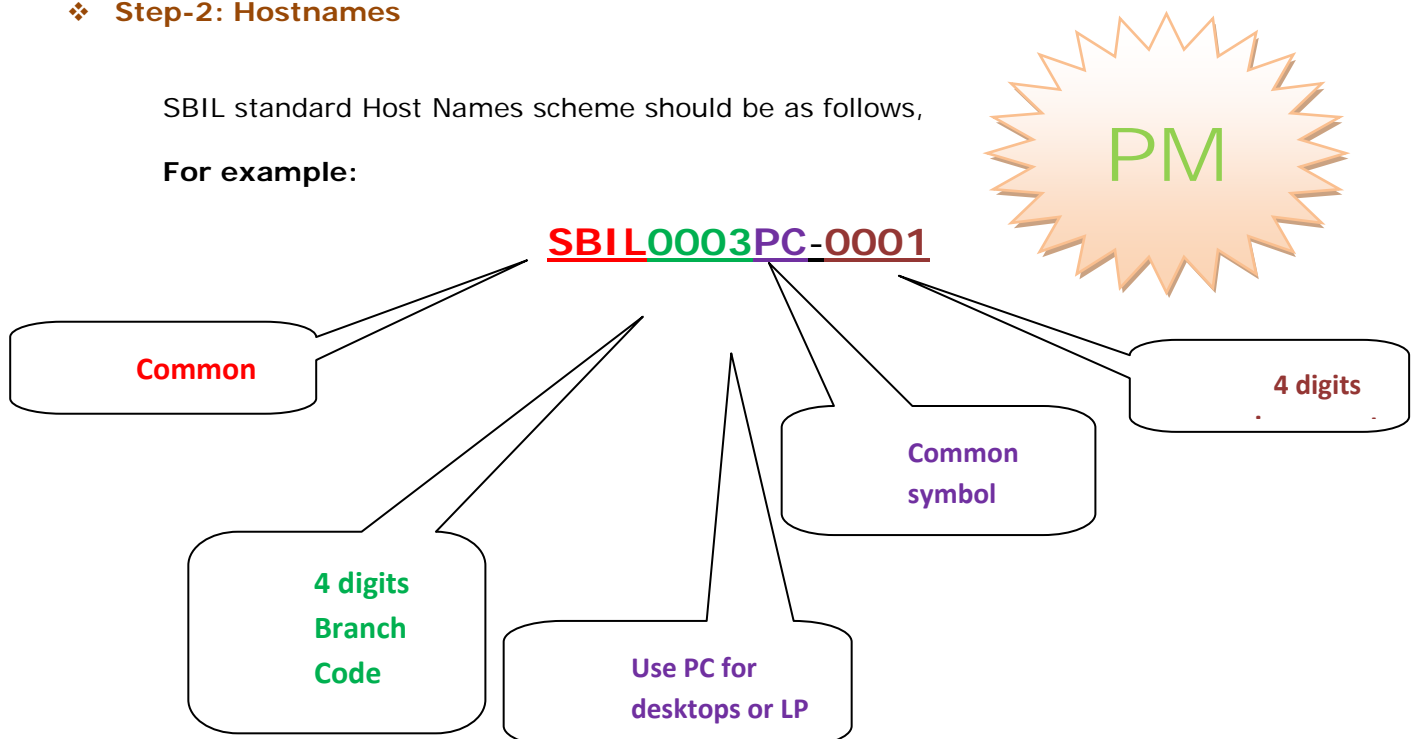 ❖ Step-2: Hostnames
SBIL standard Host Names scheme should be as follows,
PM
For example:
SBIL0003PC-0001
Common
4 digits
Common
symbol
4 digits
Branch
Code
Use PC for
desktops or LP